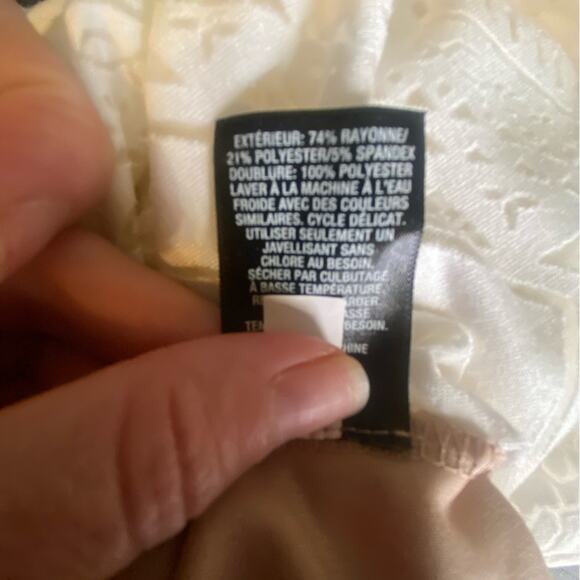 EXTÉRIEUR: 74% RAYONNE/
21% POLYESTER/5% SPANDEX
DOUBLURE: 100% POLYESTER
LAVER À LA MACHINE À L'EAU
FROIDE AVEC DES COULEURS
SIMILAIRES. CYCLE DÉLICAT.
UTILISER SEULEMENT UN
JAVELLISANT SANS
CHLORE AU BESOIN.
SÉCHER PAR CULBUTAGE
À BASSE TEMPÉRATURE.
BESOIN.